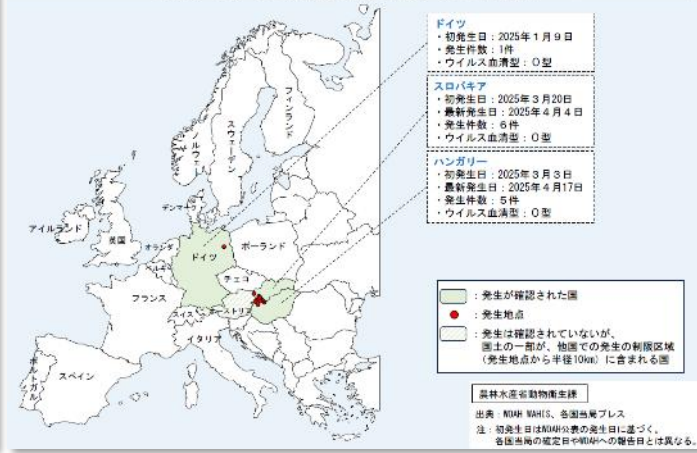 ドイツ
・初発生日：2025年1月9日
・発生件数：1件
・ウイルス血清型：O型
スロバキア
・初発生日：2025年3月20日
・最新発生日：2025年4月4日
・発生件数：6件
・ウイルス血清型：O型
ハンガリー
・初発生日：2025年3月3日
・最新発生日：2025年4月17日
・発生件数：5件
・ウイルス血清型：O型
フィンランド
スウェーデン
ノルウェー
デンマーク
アイルランド
英国
オランダ
ベルギー
ドイツ
ポーランド
チェコ
フランス
スイス
オーストリア
イタリア
スペイン
ポルトガル
：発生が確認された国
：発生地点
：発生は確認されていないが、
国土の一部が、他国での発生の制限区域
（発生地点から半径10km）に含まれる国
農林水産省動物衛生課
出典：WOAH WAHIS、各国当局プレス
注：初発生日はWOAH公表の発生日に基づく。
各国当局の確定日やWOAHへの報告日とは異なる。